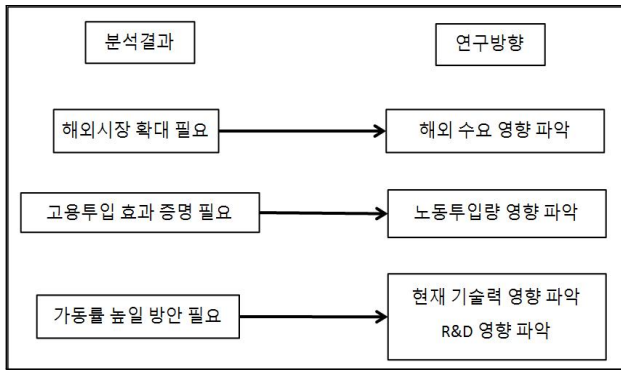 분석결과
연구방향
해외시장 확대 필요
해외 수요 영향 파악
고용투입 효과 증명 필요
노동투입량 영향 파악
가동률 높일 방안 필요
현재 기술력 영향 파악
R&D 영향 파악